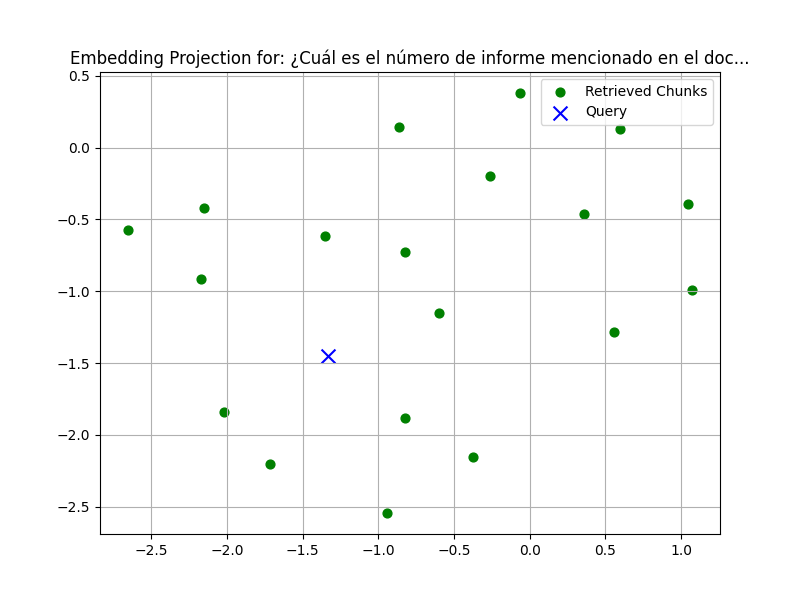 Embedding Projection for: ¿Cuál es el número de informe mencionado en el doc...
Retrieved Chunks
Query
0.5
0.0
−0.5
−1.0
−1.5
−2.0
−2.5
−2.5 −2.0 −1.5 −1.0 −0.5 0.0 0.5 1.0